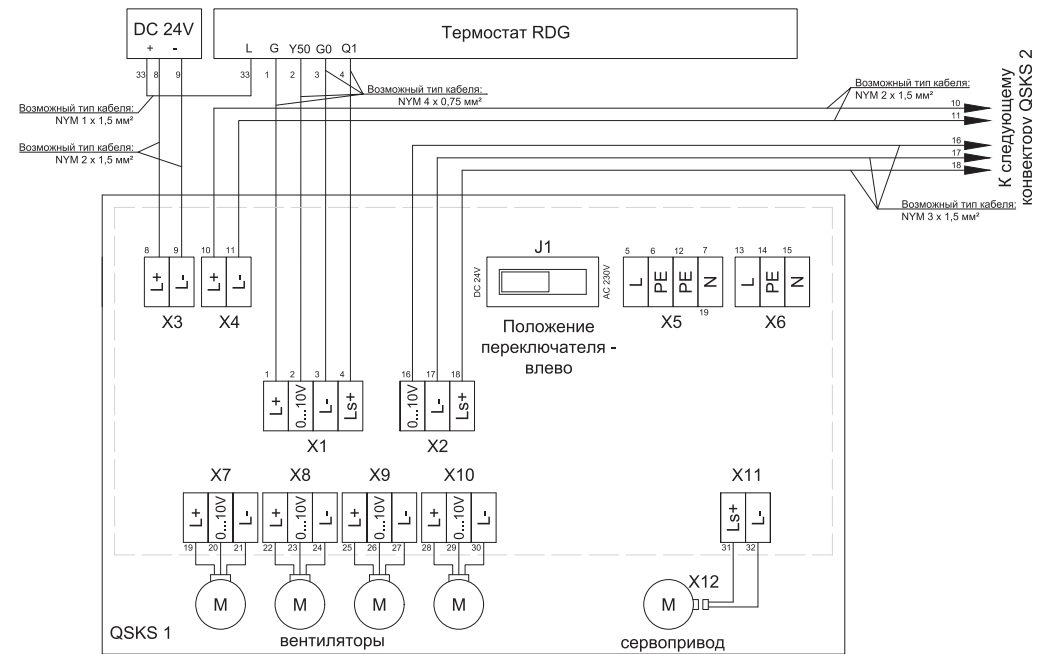 DC 24V
+ -
Термостат RDG
L G Y50 G0 Q1
33 8 9 33 1 2 3 4
Возможный тип кабеля:
NYM 1 x 1,5 мм²
Возможный тип кабеля:
NYM 2 x 1,5 мм²
Возможный тип кабеля:
NYM 4 x 0,75 мм²
Возможный тип кабеля:
NYM 2 x 1,5 мм²
10
11
16
17
18
К следующему
конвектору QSKS 2
Возможный тип кабеля:
NYM 3 x 1,5 мм²
8 9 10 11
L+ L- L+ L-
X3 X4
J1
DC 24V
AC 230V
Положение
переключателя -
влево
5 6 12 7
L PE PE N
19
X5
13 14 15
L PE N
X6
1 2 3 4
L+ 0...10V L- Ls+
X1
16 17 18
0...10V L- Ls+
X2
X7 X8 X9 X10
L+ 0...10V L- L+ 0...10V L- L+ 0...10V L- L+ 0...10V L-
19 20 21 22 23 24 25 26 27 28 29 30
M M M M
вентиляторы
X11
Ls+ L-
31 32
X12
M
сервопривод
QSKS 1